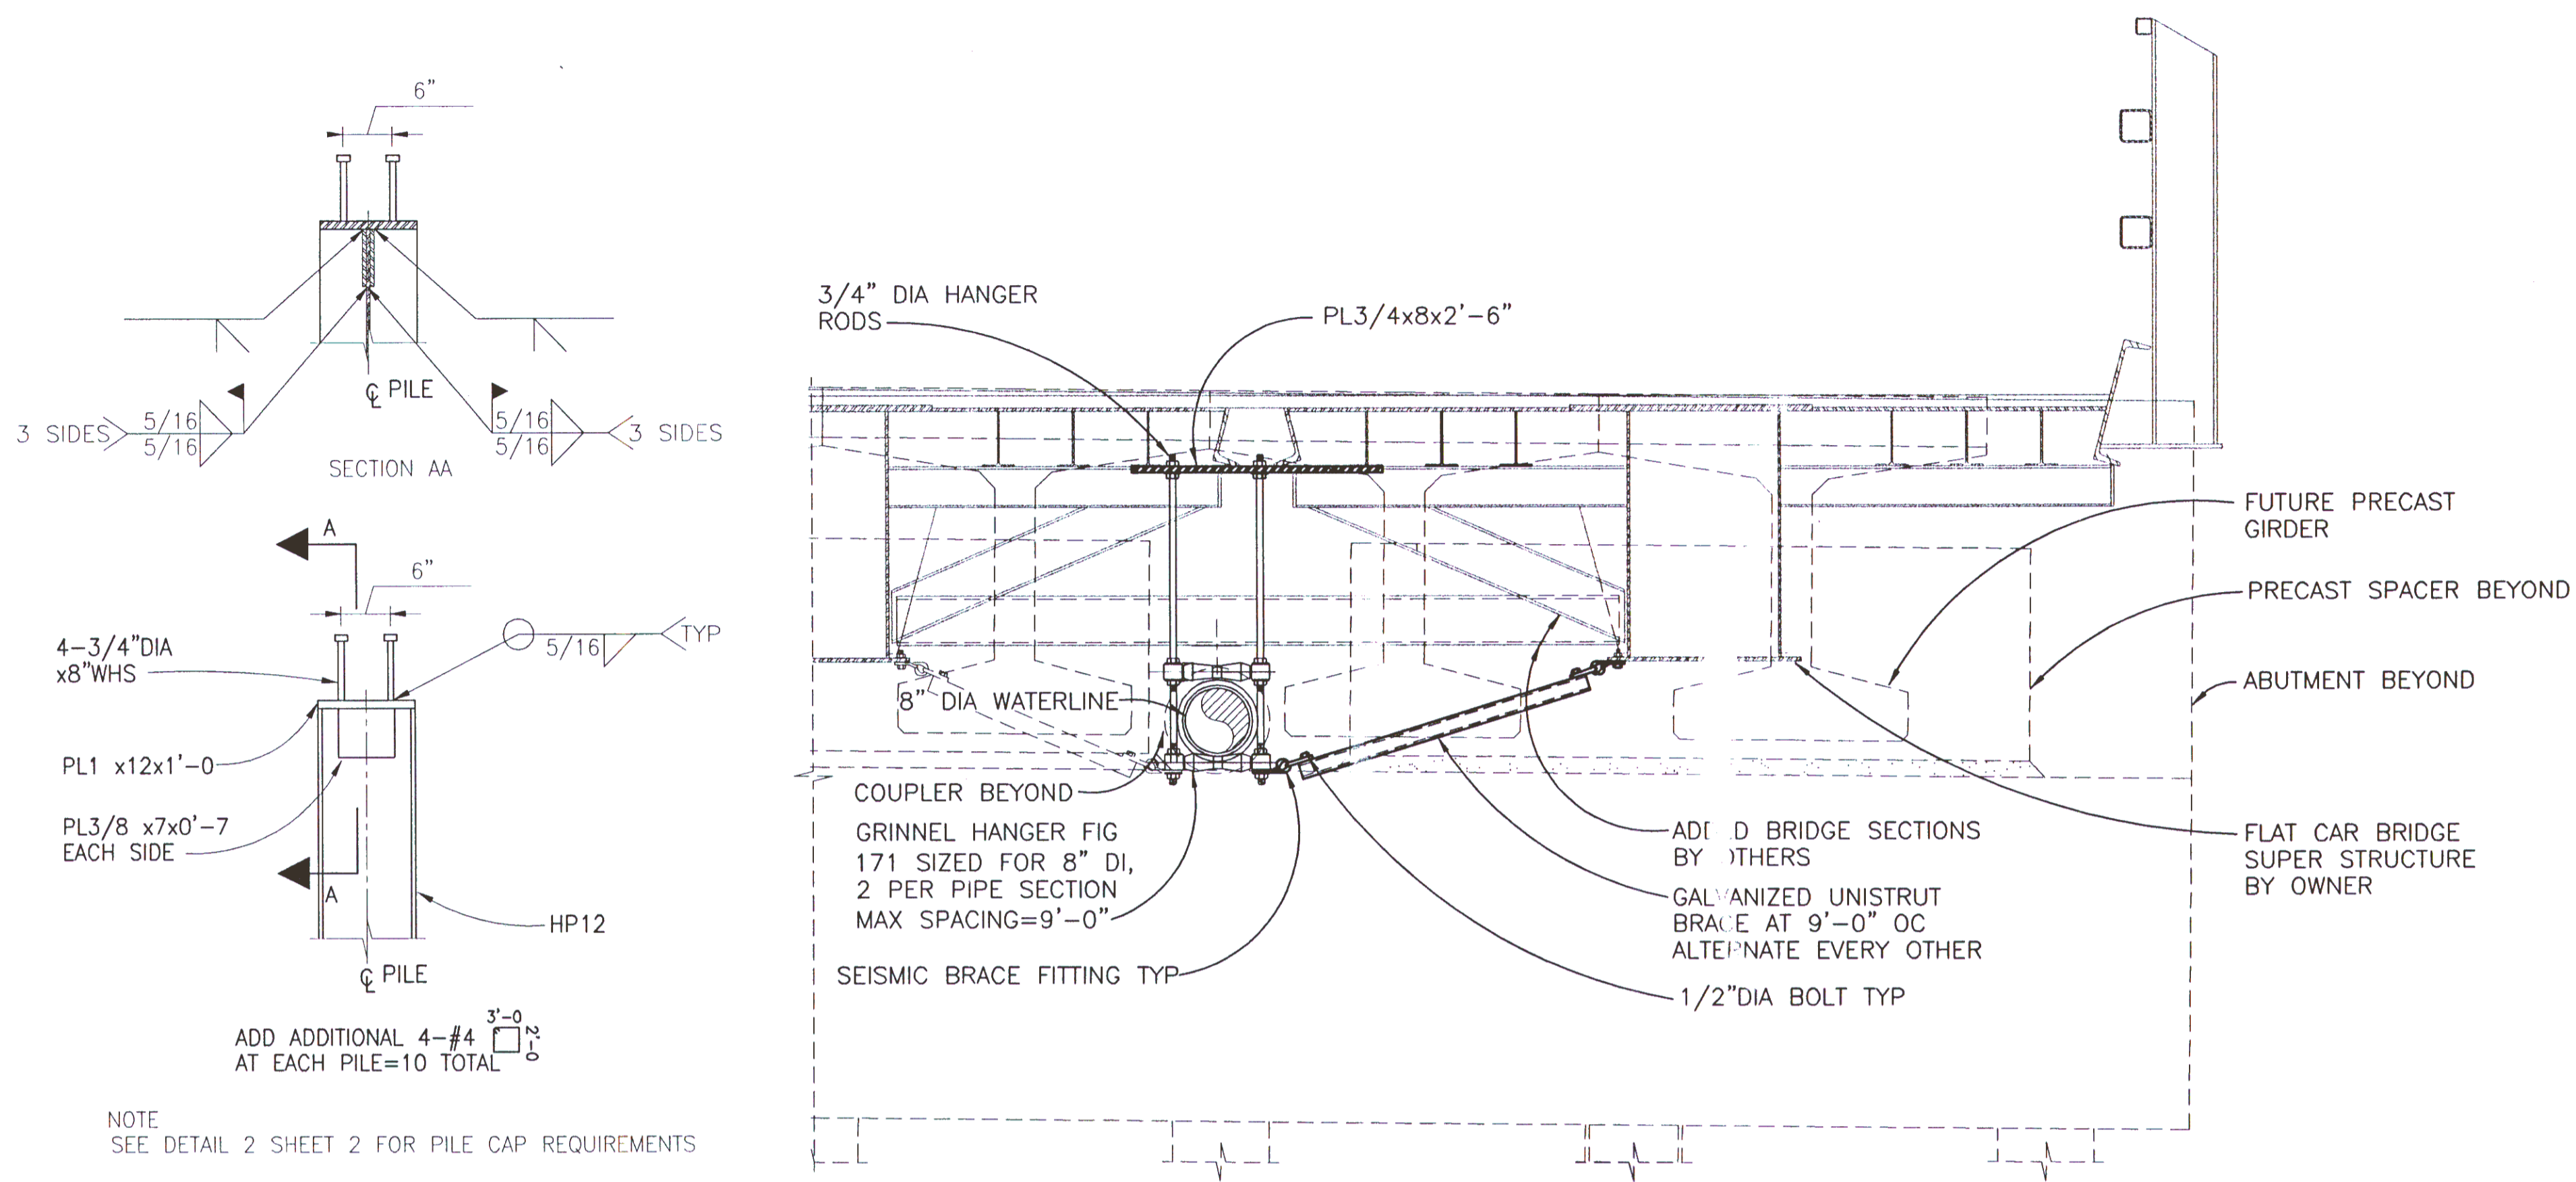 6"
℄ PILE
3 SIDES
5/16
5/16
5/16
5/16
3 SIDES
SECTION AA
A
6"
4-3/4"DIA
x8"WHS
5/16
TYP
PL1 x12x1'-0
PL3/8 x7x0'-7
EACH SIDE
A
HP12
℄ PILE
ADD ADDITIONAL 4-#4
3'-0
2'-0
AT EACH PILE=10 TOTAL
NOTE
SEE DETAIL 2 SHEET 2 FOR PILE CAP REQUIREMENTS
3/4" DIA HANGER
RODS
PL3/4x8x2'-6"
8" DIA WATERLINE
COUPLER BEYOND
GRINNEL HANGER FIG
171 SIZED FOR 8" DI,
2 PER PIPE SECTION
MAX SPACING=9'-0"
SEISMIC BRACE FITTING TYP
FUTURE PRECAST
GIRDER
PRECAST SPACER BEYOND
ABUTMENT BEYOND
FLAT CAR BRIDGE
SUPER STRUCTURE
BY OWNER
ADDED BRIDGE SECTIONS
BY OTHERS
GALVANIZED UNISTRUT
BRACE AT 9'-0" OC
ALTERNATE EVERY OTHER
1/2"DIA BOLT TYP